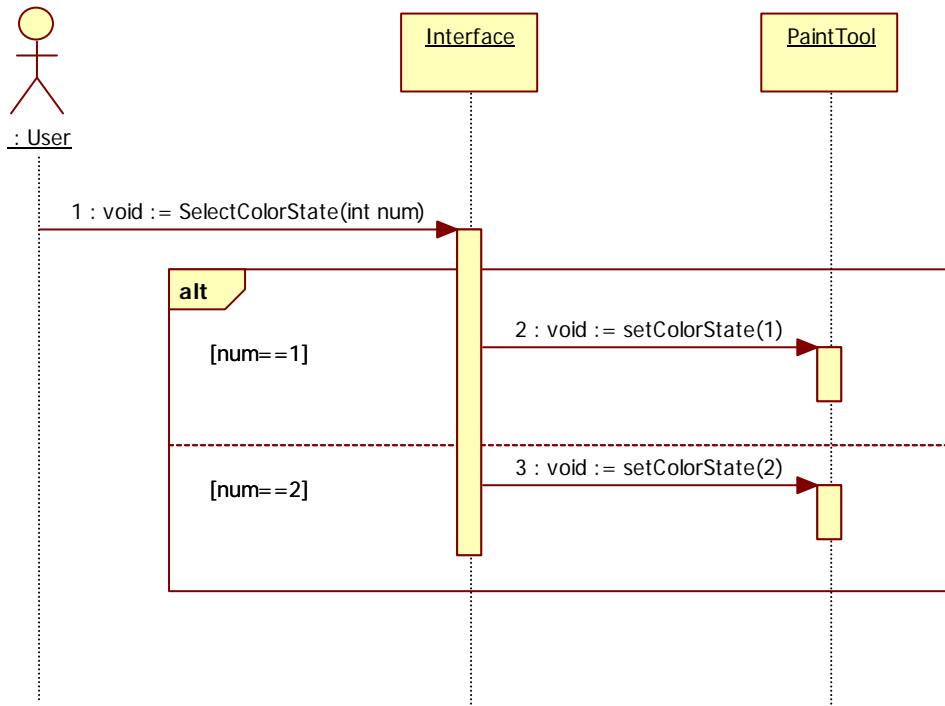 Interface
PaintTool
: User
1 : void := SelectColorState(int num)
alt
2 : void := setColorState(1)
[num==1]
3 : void := setColorState(2)
[num==2]